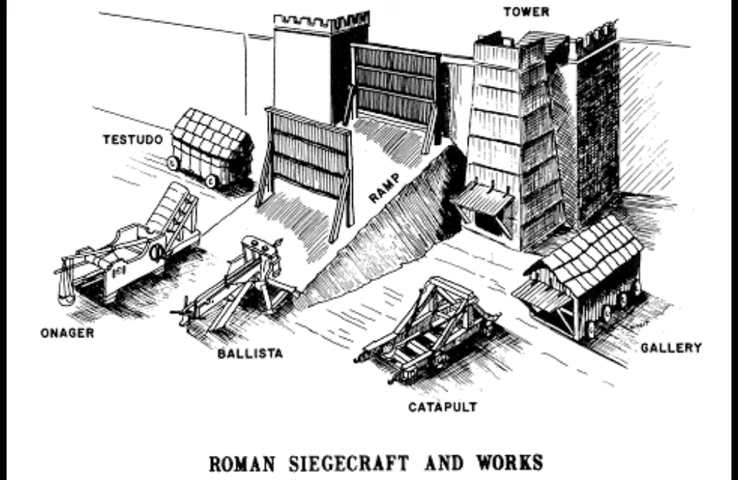 TOWER
TESTUDO
RAMP
ONAGER
BALLISTA
GALLERY
CATAPULT
ROMAN SIEGECRAFT AND WORKS